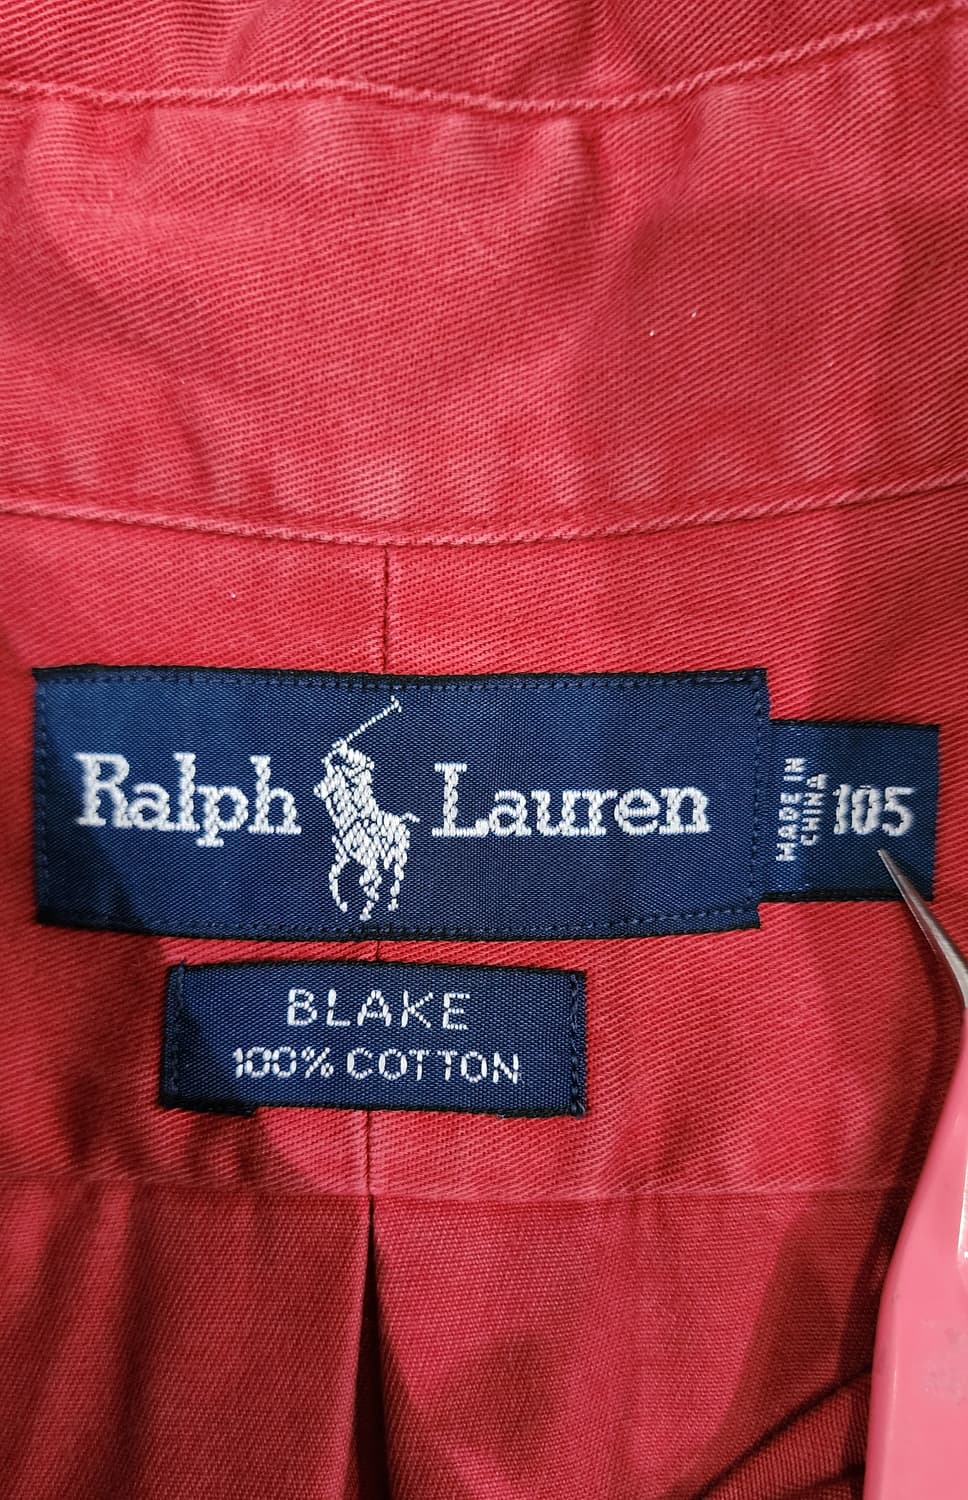 Ralph Lauren
MADE IN
CHINA
105
BLAKE
100% COTTON